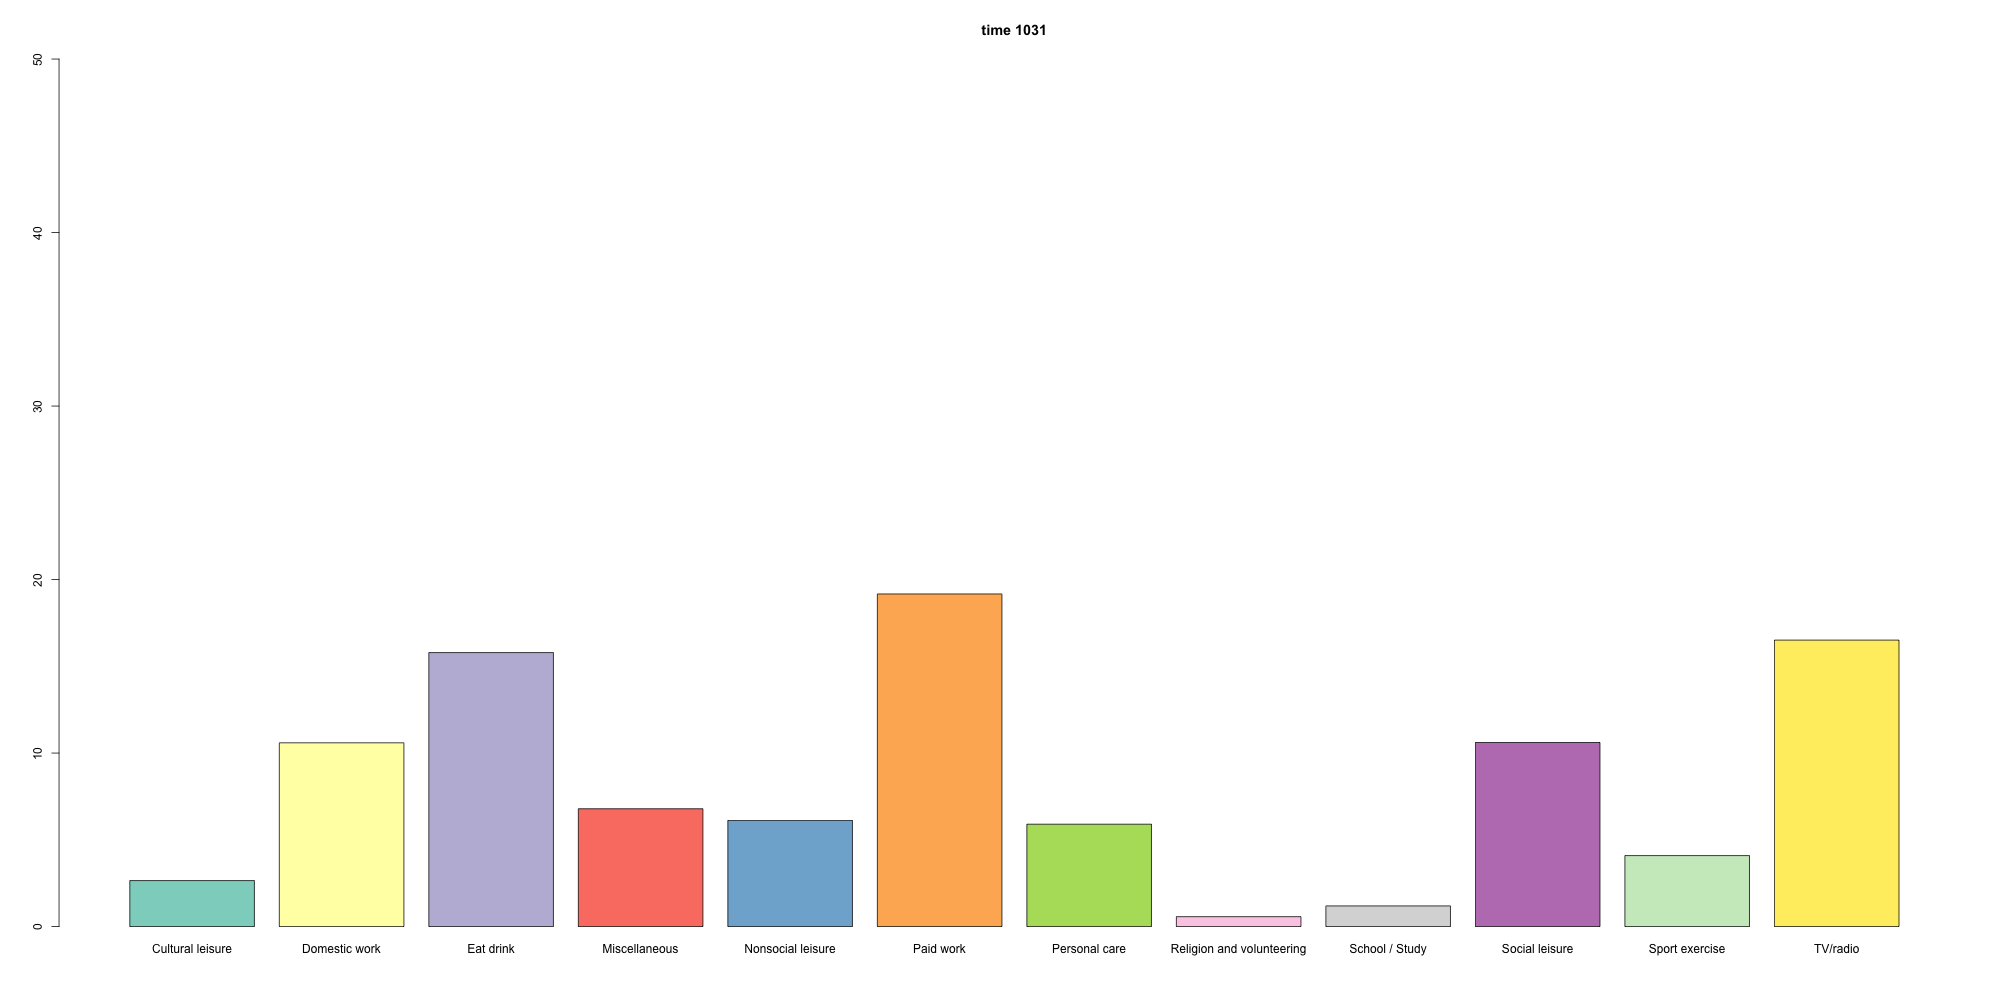 time 1031
50
40
30
20
10
0
Cultural leisure
Domestic work
Eat drink
Miscellaneous
Nonsocial leisure
Paid work
Personal care
Religion and volunteering
School / Study
Social leisure
Sport exercise
TV/radio